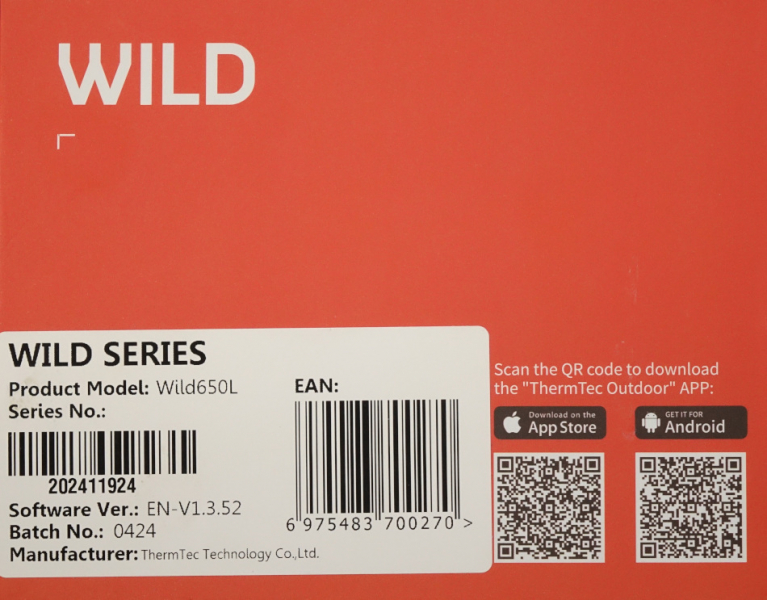 WILD
WILD SERIES
Product Model: Wild650L
Series No.:
202411924
Software Ver.: EN-V1.3.52
Batch No.: 0424
Manufacturer: ThermTec Technology Co.,Ltd.
EAN:
6 975483 700270 >
Scan the QR code to download
the "ThermTec Outdoor" APP:
Download on the
App Store
GET IT FOR
Android